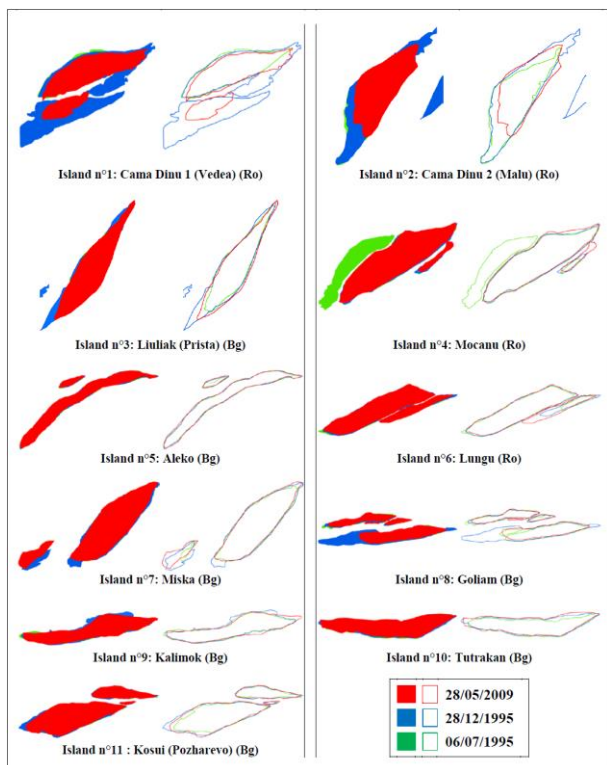 Island n°1: Cama Dinu 1 (Vedea) (Ro)
Island n°2: Cama Dinu 2 (Malu) (Ro)
Island n°3: Liuliak (Prista) (Bg)
Island n°4: Mocanu (Ro)
Island n°5: Aleko (Bg)
Island n°6: Lungu (Ro)
Island n°7: Miska (Bg)
Island n°8: Goliam (Bg)
Island n°9: Kalimok (Bg)
Island n°10: Tutrakan (Bg)
Island n°11 : Kosui (Pozharevo) (Bg)
28/05/2009
28/12/1995
06/07/1995